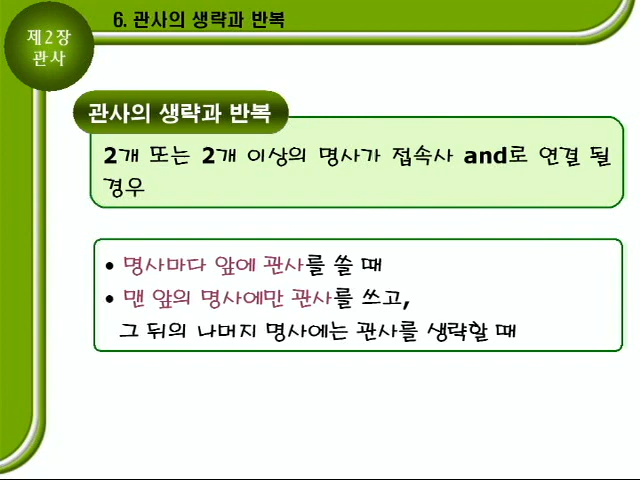 6. 관사의 생략과 반복
제2장
관사
관사의 생략과 반복
2개 또는 2개 이상의 명사가 접속사 and로 연결 될
경우
• 명사마다 앞에 관사를 쓸 때
• 맨 앞의 명사에만 관사를 쓰고,
그 뒤의 나머지 명사에는 관사를 생략할 때